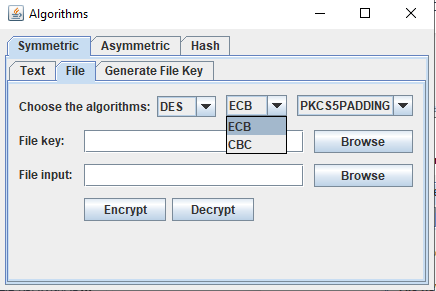 Algorithms
Symmetric Asymmetric Hash
Text File Generate File Key
Choose the algorithms: DES ECB PKCS5PADDING
ECB
CBC
File key: Browse
File input: Browse
Encrypt Decrypt